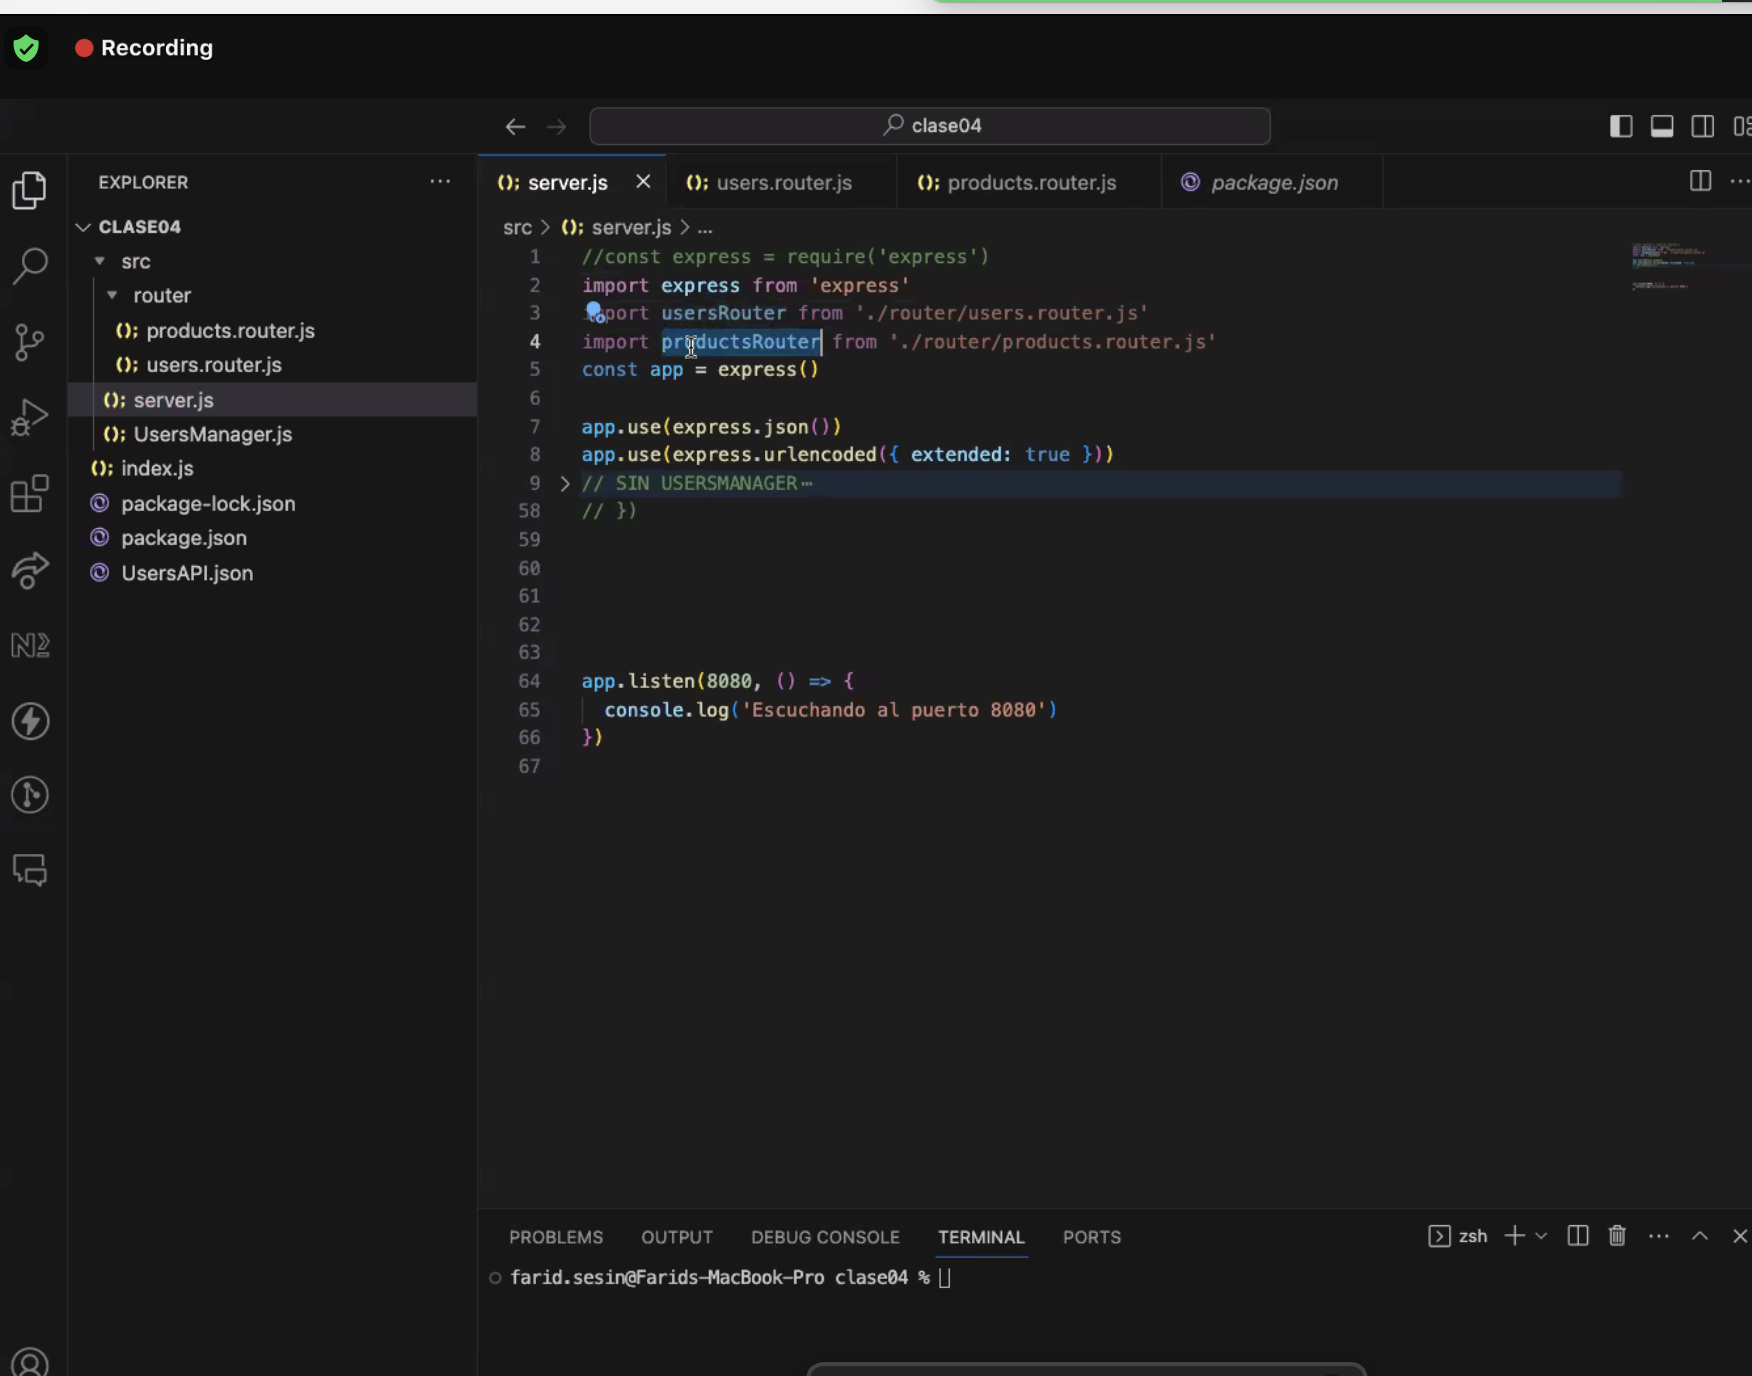 Recording
clase04
EXPLORER
server.js
users.router.js
products.router.js
package.json
CLASE04
src
router
products.router.js
users.router.js
server.js
UsersManager.js
index.js
package-lock.json
package.json
UsersAPI.json
src > server.js > ...
1 //const express = require('express')
2 import express from 'express'
3 import usersRouter from './router/users.router.js'
4 import productsRouter from './router/products.router.js'
5 const app = express()
6
7 app.use(express.json())
8 app.use(express.urlencoded({ extended: true }))
9 // SIN USERSMANAGER⋯
58 // })
59
60
61
62
63
64 app.listen(8080, () => {
65 console.log('Escuchando al puerto 8080')
66 })
67
PROBLEMS OUTPUT DEBUG CONSOLE TERMINAL PORTS
zsh
farid.sesin@Farids-MacBook-Pro clase04 %